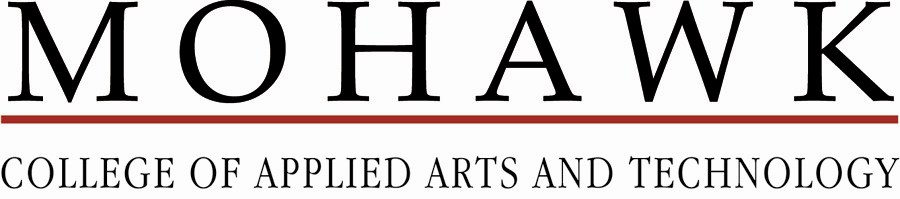 MOHAWK
COLLEGE OF APPLIED ARTS AND TECHNOLOGY